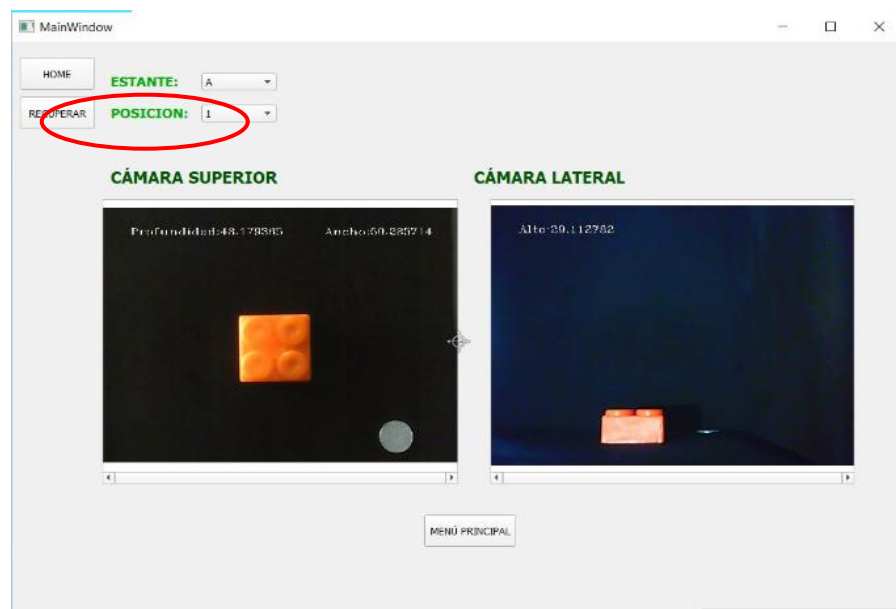 MainWindow
HOME
ESTANTE: A
RECUPERAR POSICION: 1
CÁMARA SUPERIOR CÁMARA LATERAL
Profundidad:48.179365 Ancho:50.285714
Alto:29.112782
MENÚ PRINCIPAL